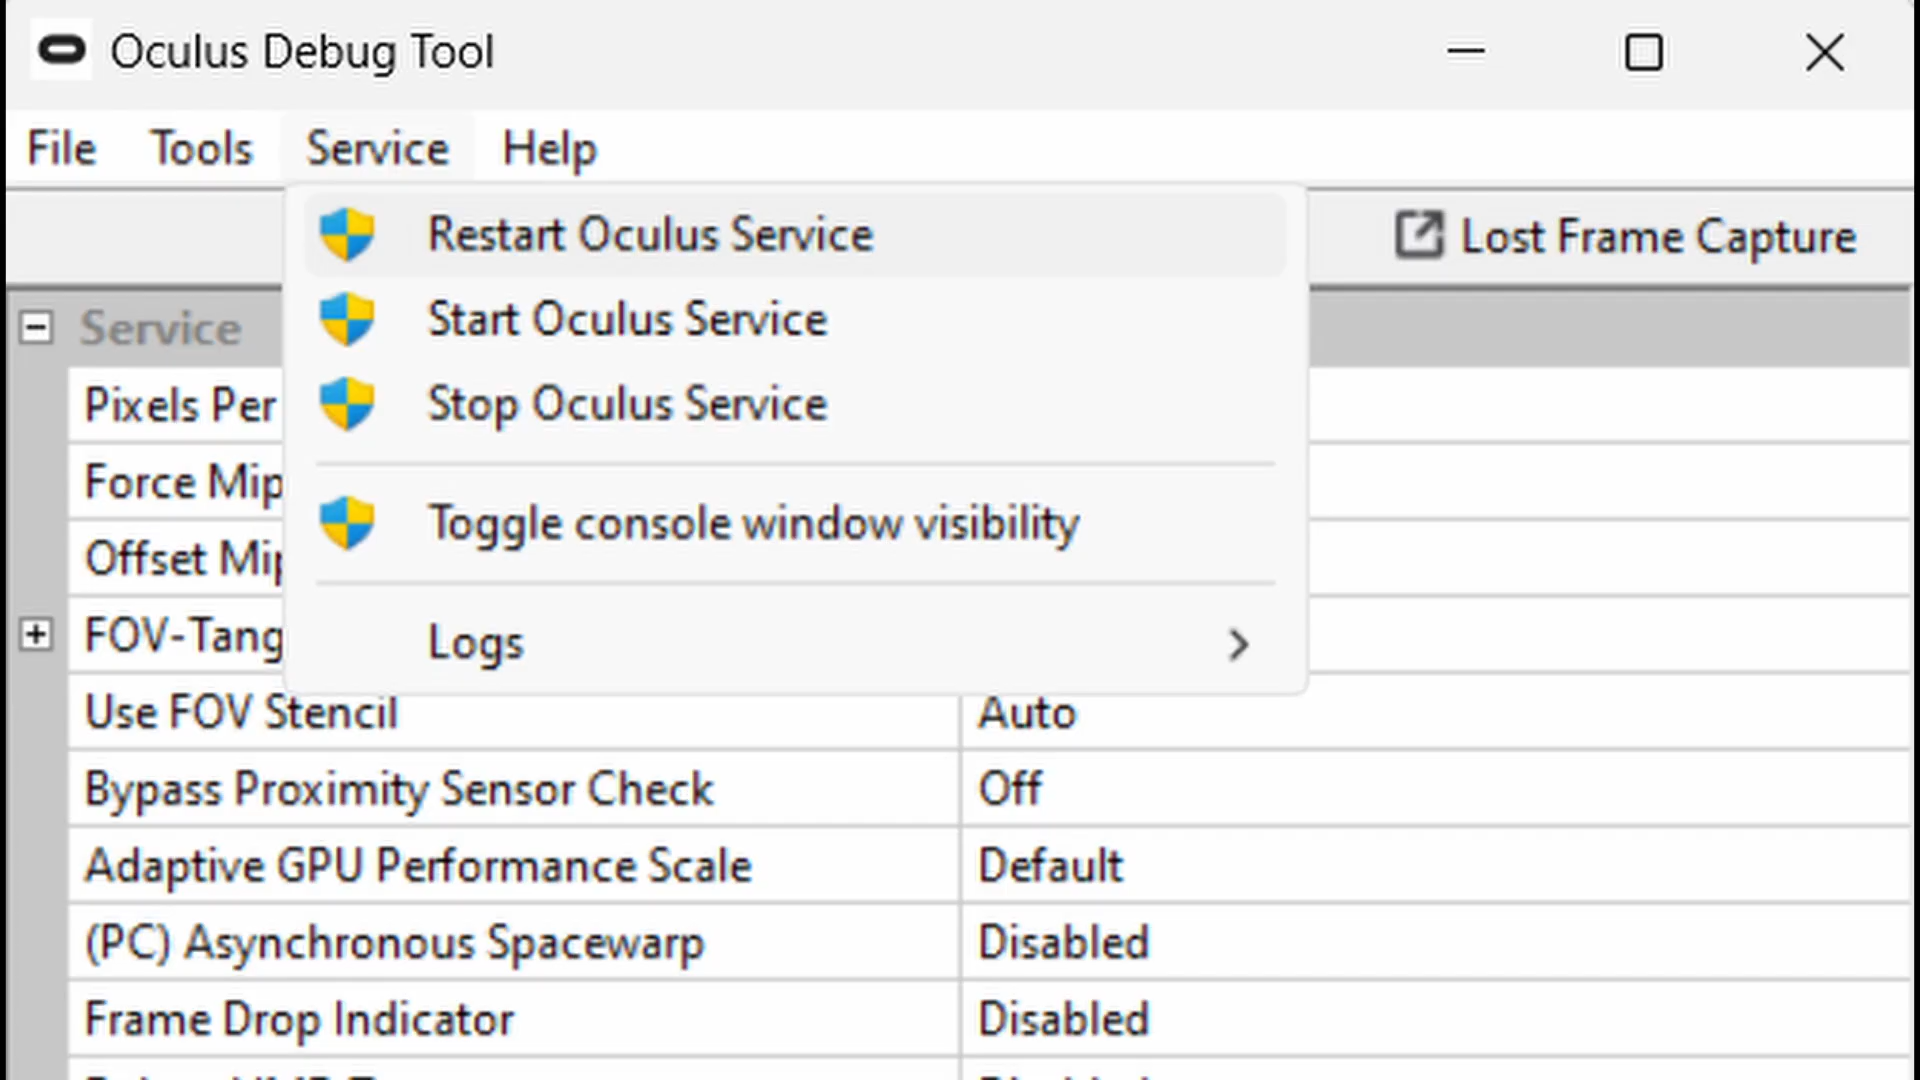 Oculus Debug Tool
File Tools Service Help
Restart Oculus Service
Lost Frame Capture
Start Oculus Service
Service
Stop Oculus Service
Pixels Per
Toggle console window visibility
Force Mip
Offset
Logs
FOV-Tang
Use FOV Stencil Auto
Bypass Proximity Sensor Check Off
Adaptive GPU Performance Scale Default
(PC) Asynchronous Spacewarp Disabled
Frame Drop Indicator Disabled